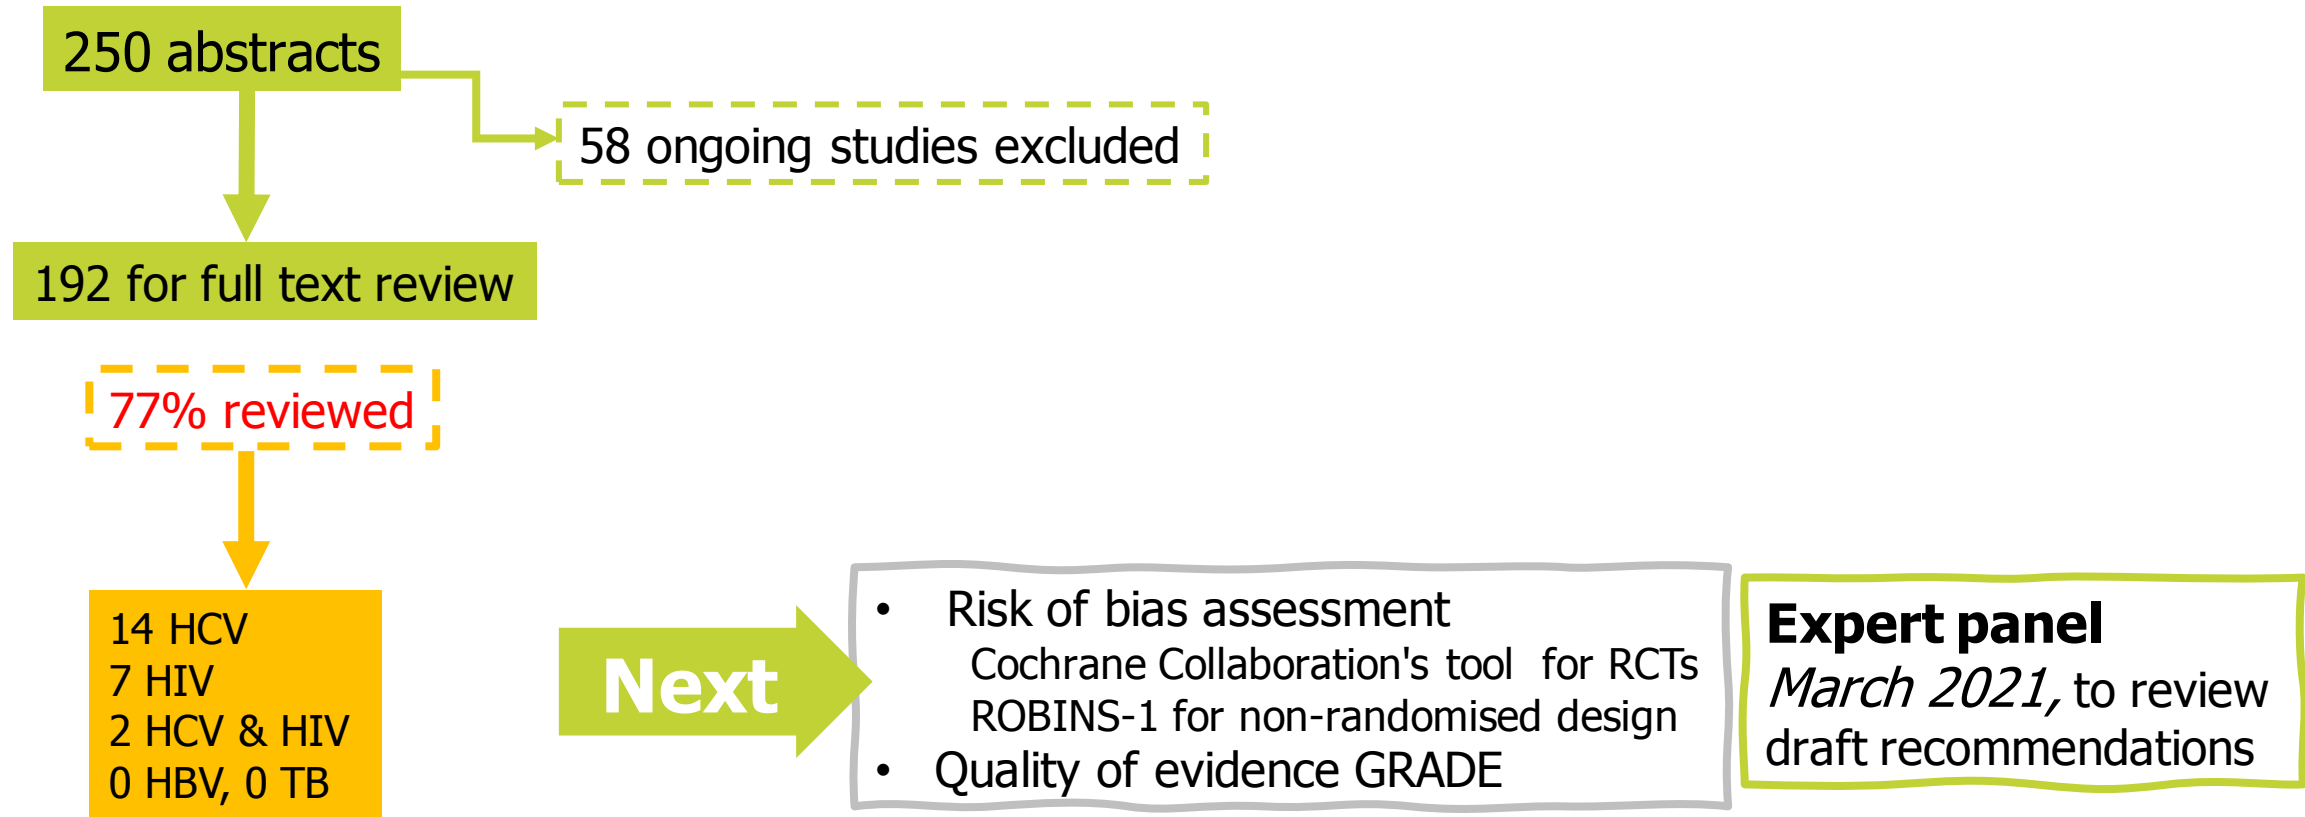 250 abstracts
58 ongoing studies excluded
192 for full text review
77% reviewed
14 HCV
7 HIV
2 HCV & HIV
0 HBV, 0 TB
Next
• Risk of bias assessment
Cochrane Collaboration's tool for RCTs
ROBINS-1 for non-randomised design
• Quality of evidence GRADE
Expert panel
March 2021, to review
draft recommendations